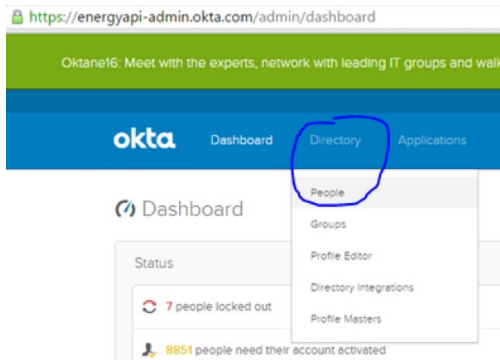 https://energyapi-admin.okta.com/admin/dashboard
Oktane16: Meet with the experts, network with leading IT groups and walk
okta Dashboard Directory Applications
People
Groups
Profile Editor
Directory Integrations
Profile Masters
Dashboard
Status
7 people locked out
8851 people need their account activated